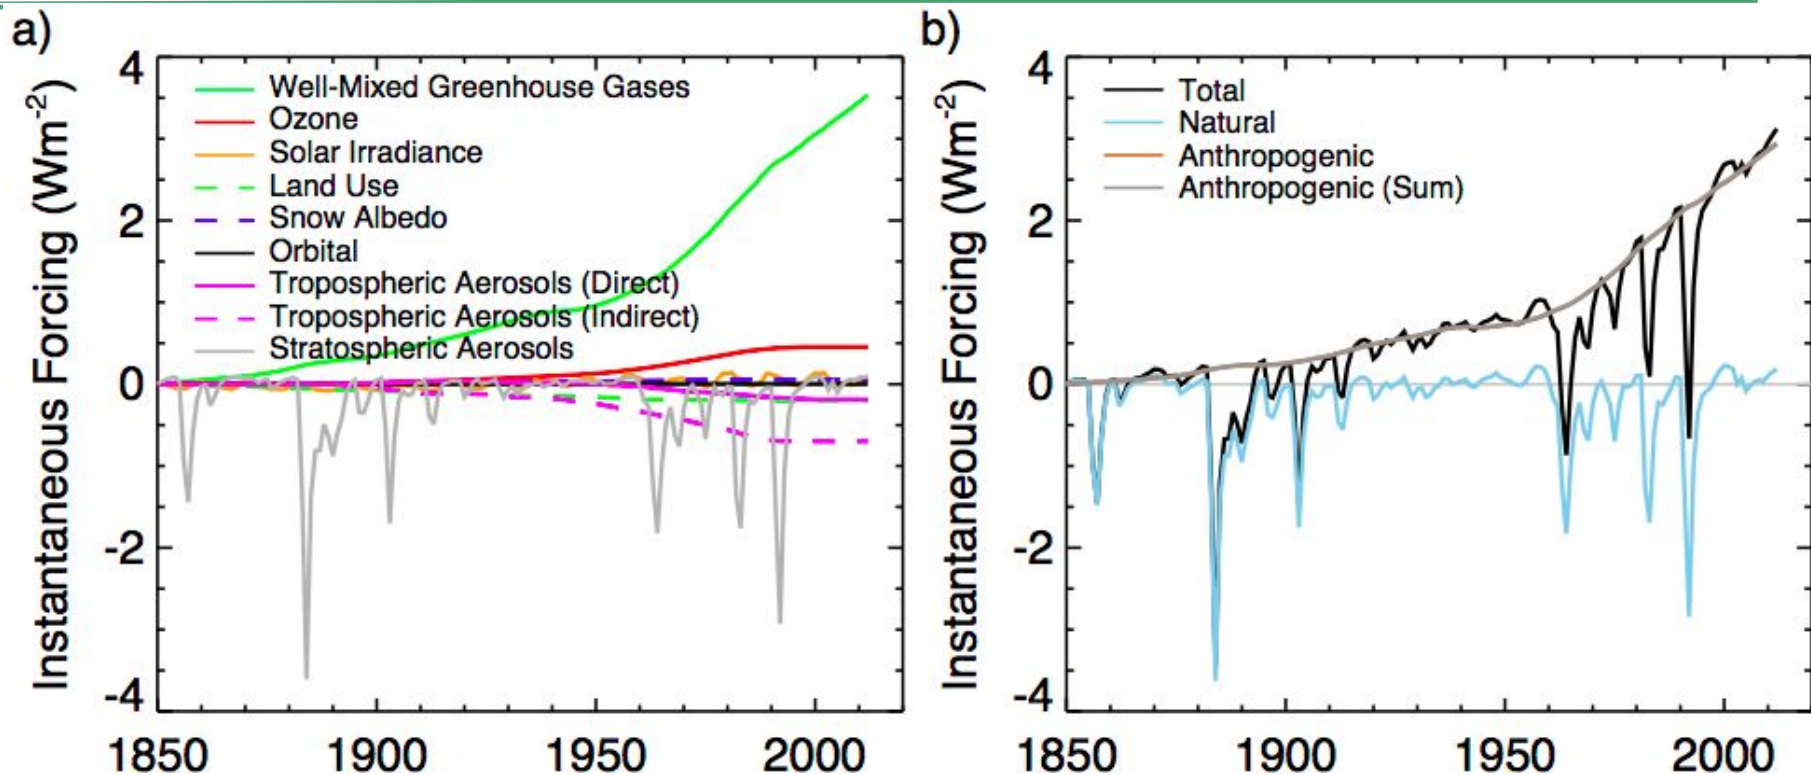 a)
Instantaneous Forcing (Wm-2)
4
2
0
-2
-4
Well-Mixed Greenhouse Gases
Ozone
Solar Irradiance
Land Use
Snow Albedo
Orbital
Tropospheric Aerosols (Direct)
Tropospheric Aerosols (Indirect)
Stratospheric Aerosols
1850 1900 1950 2000
b)
Instantaneous Forcing (Wm-2)
4
2
0
-2
-4
Total
Natural
Anthropogenic
Anthropogenic (Sum)
1850 1900 1950 2000